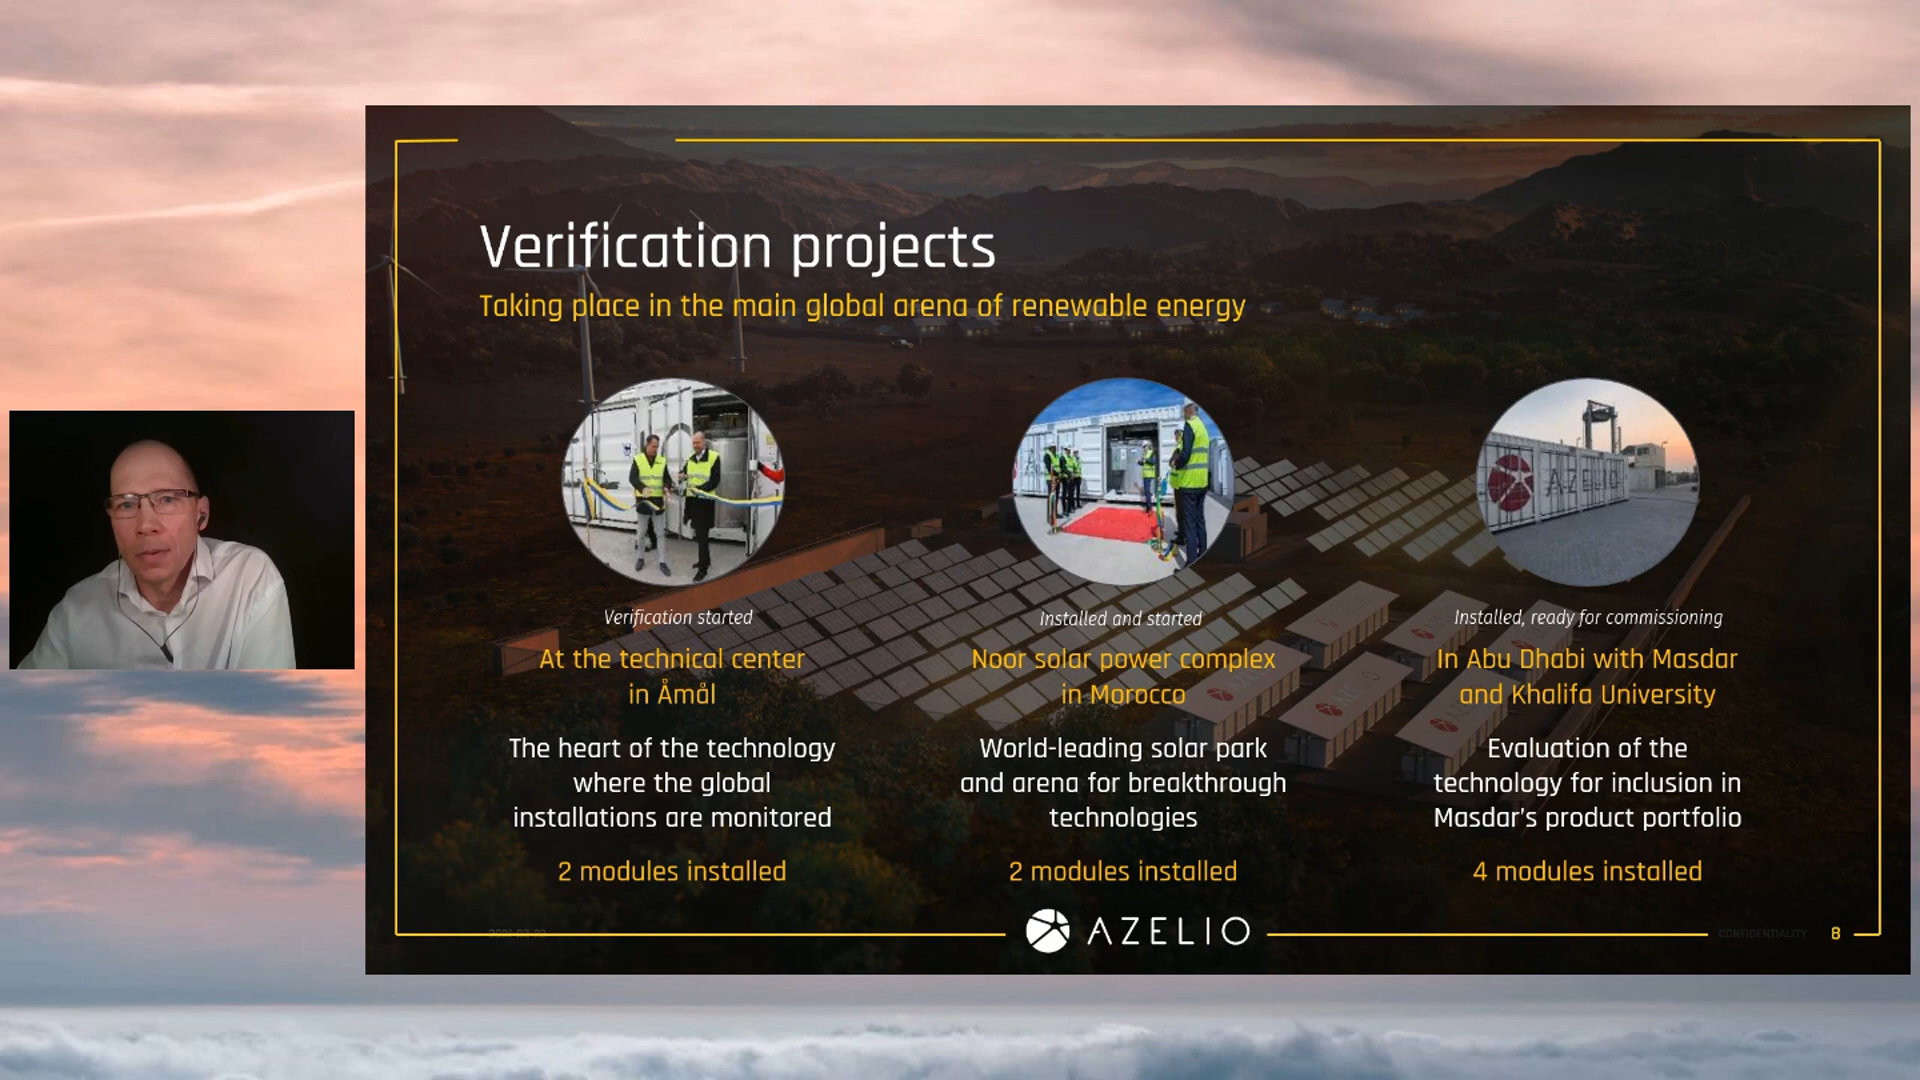 Verification projects
Taking place in the main global arena of renewable energy
AZELIO
Verification started
At the technical center
in Åmål
The heart of the technology
where the global
installations are monitored
2 modules installed
Installed and started
Noor solar power complex
in Morocco
World-leading solar park
and arena for breakthrough
technologies
2 modules installed
Installed, ready for commissioning
In Abu Dhabi with Masdar
and Khalifa University
Evaluation of the
technology for inclusion in
Masdar's product portfolio
4 modules installed
AZELIO
CONFIDENTIALITY
8